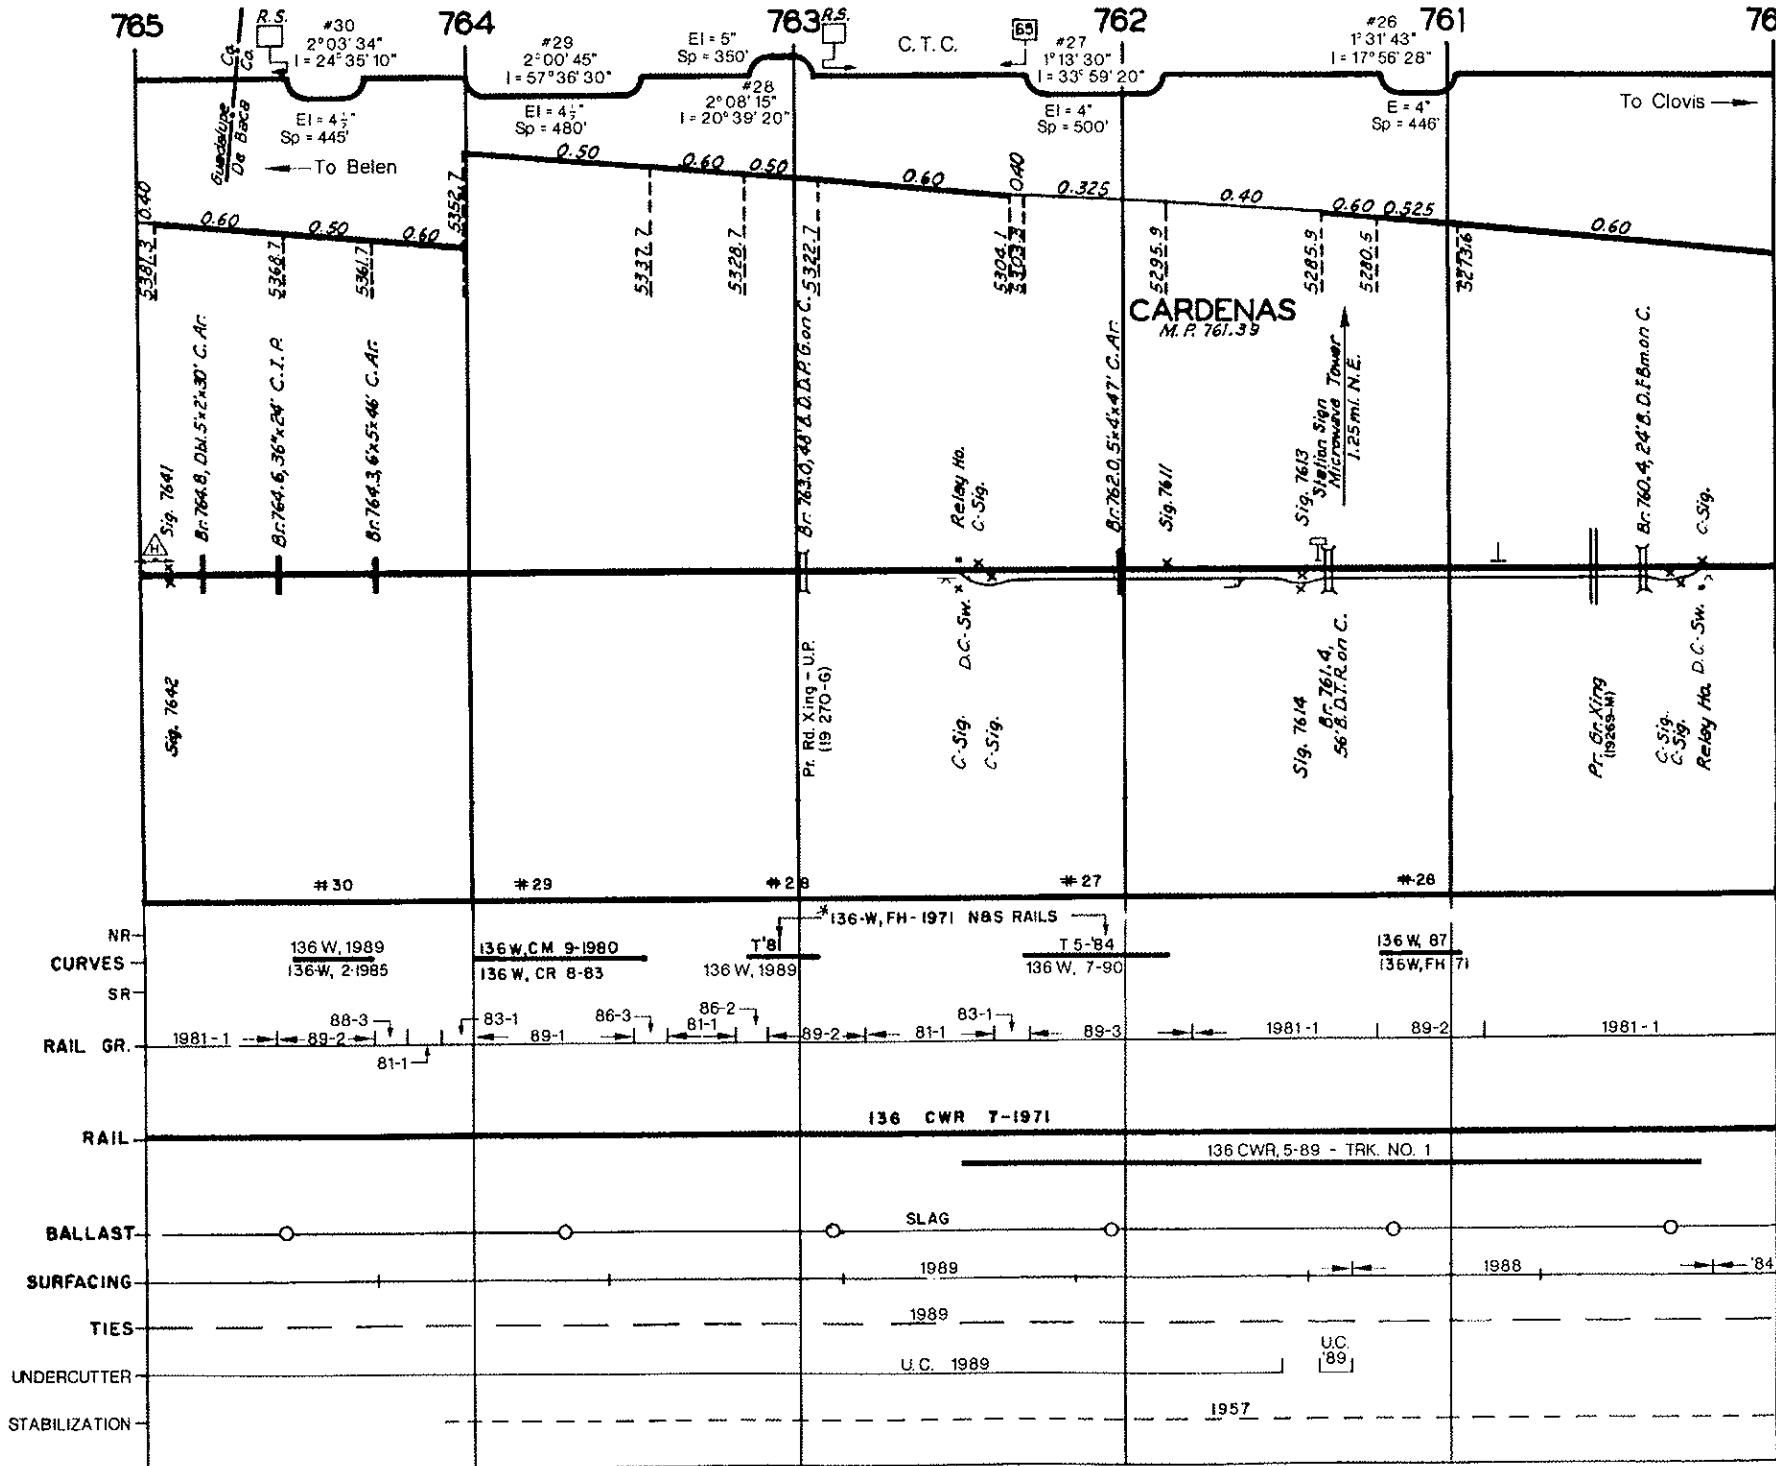 765
764
763
762
761
76
R.S.
#30
2°03'34"
I = 24°35'10"
#29
2°00'45"
I = 57°36'30"
El = 5"
Sp = 350'
#28
2°08'15"
I = 20°39'20"
R.S.
C.T.C.
65
#27
1°13'30"
I = 33°59'20"
#26
1°31'43"
I = 17°56'28"
Co.
Co.
Guadalupe
De Baca
El = 4½"
Sp = 445'
El = 4½"
Sp = 480'
El = 4"
Sp = 500'
E = 4"
Sp = 446'
To Clovis
To Belen
0.40
0.60
0.50
0.60
0.50
0.60
0.50
0.60
0.40
0.325
0.40
0.60
0.525
0.60
5381.3
5368.7
5361.7
5352.7
5337.7
5328.7
5322.7
5304.1
5303.3
5295.9
5285.9
5280.5
5273.6
CARDENAS
M.P. 761.39
Sig. 7641
Br. 764.8, Dbl. 5'x2'x30' C. Ar.
Br. 764.6, 36"x24' C.I.P.
Br. 764.3, 6'x5'x46' C. Ar.
Br. 763.0, 48' B.D.D.P.G. on C.
Relay Ho.
C-Sig.
Br. 762.0, 5'x4'x47' C. Ar.
Sig. 7611
Sig. 7613
Station Sign
Microwave Tower
1.25 mi. N.E.
Br. 760.4, 24' B.D.I.Bm. on C.
C-Sig.
H
Sig. 7642
Pr. Rd. Xing - U.P.
(19 270-G)
D.C.-Sw.
C-Sig.
C-Sig.
Sig. 7614
Br. 761.4,
56' B.D.T.R. on C.
Pr. Gr. Xing
(19269-M)
C-Sig.
C-Sig.
Relay Ho. D.C.-Sw.
#30
#29
#28
#27
#26
NR
CURVES
SR
*136-W, FH-1971 N&S RAILS
136 W, 1989
136-W, 2-1985
136 W, CM 9-1980
136 W, CR 8-83
T'81
136 W, 1989
T 5-'84
136 W, 7-90
136 W, 87
136W, FH 71
RAIL GR.
1981-1
89-2
88-3
81-1
83-1
89-1
86-3
81-1
86-2
89-2
81-1
83-1
89-3
1981-1
89-2
1981-1
RAIL
136 CWR 7-1971
136 CWR, 5-89 - TRK. NO. 1
BALLAST
SLAG
SURFACING
1989
1988
'84
TIES
1989
UNDERCUTTER
U.C. 1989
U.C.
'89
STABILIZATION
1957